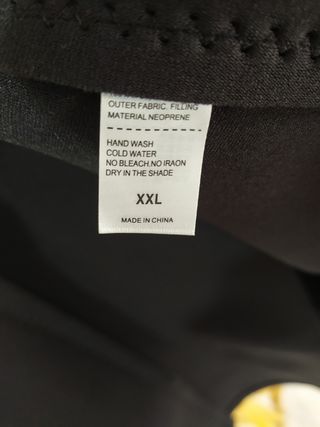 OUTER FABRIC. FILLING
MATERIAL NEOPRENE
HAND WASH
COLD WATER
NO BLEACH.NO IRAON
DRY IN THE SHADE
XXL
MADE IN CHINA